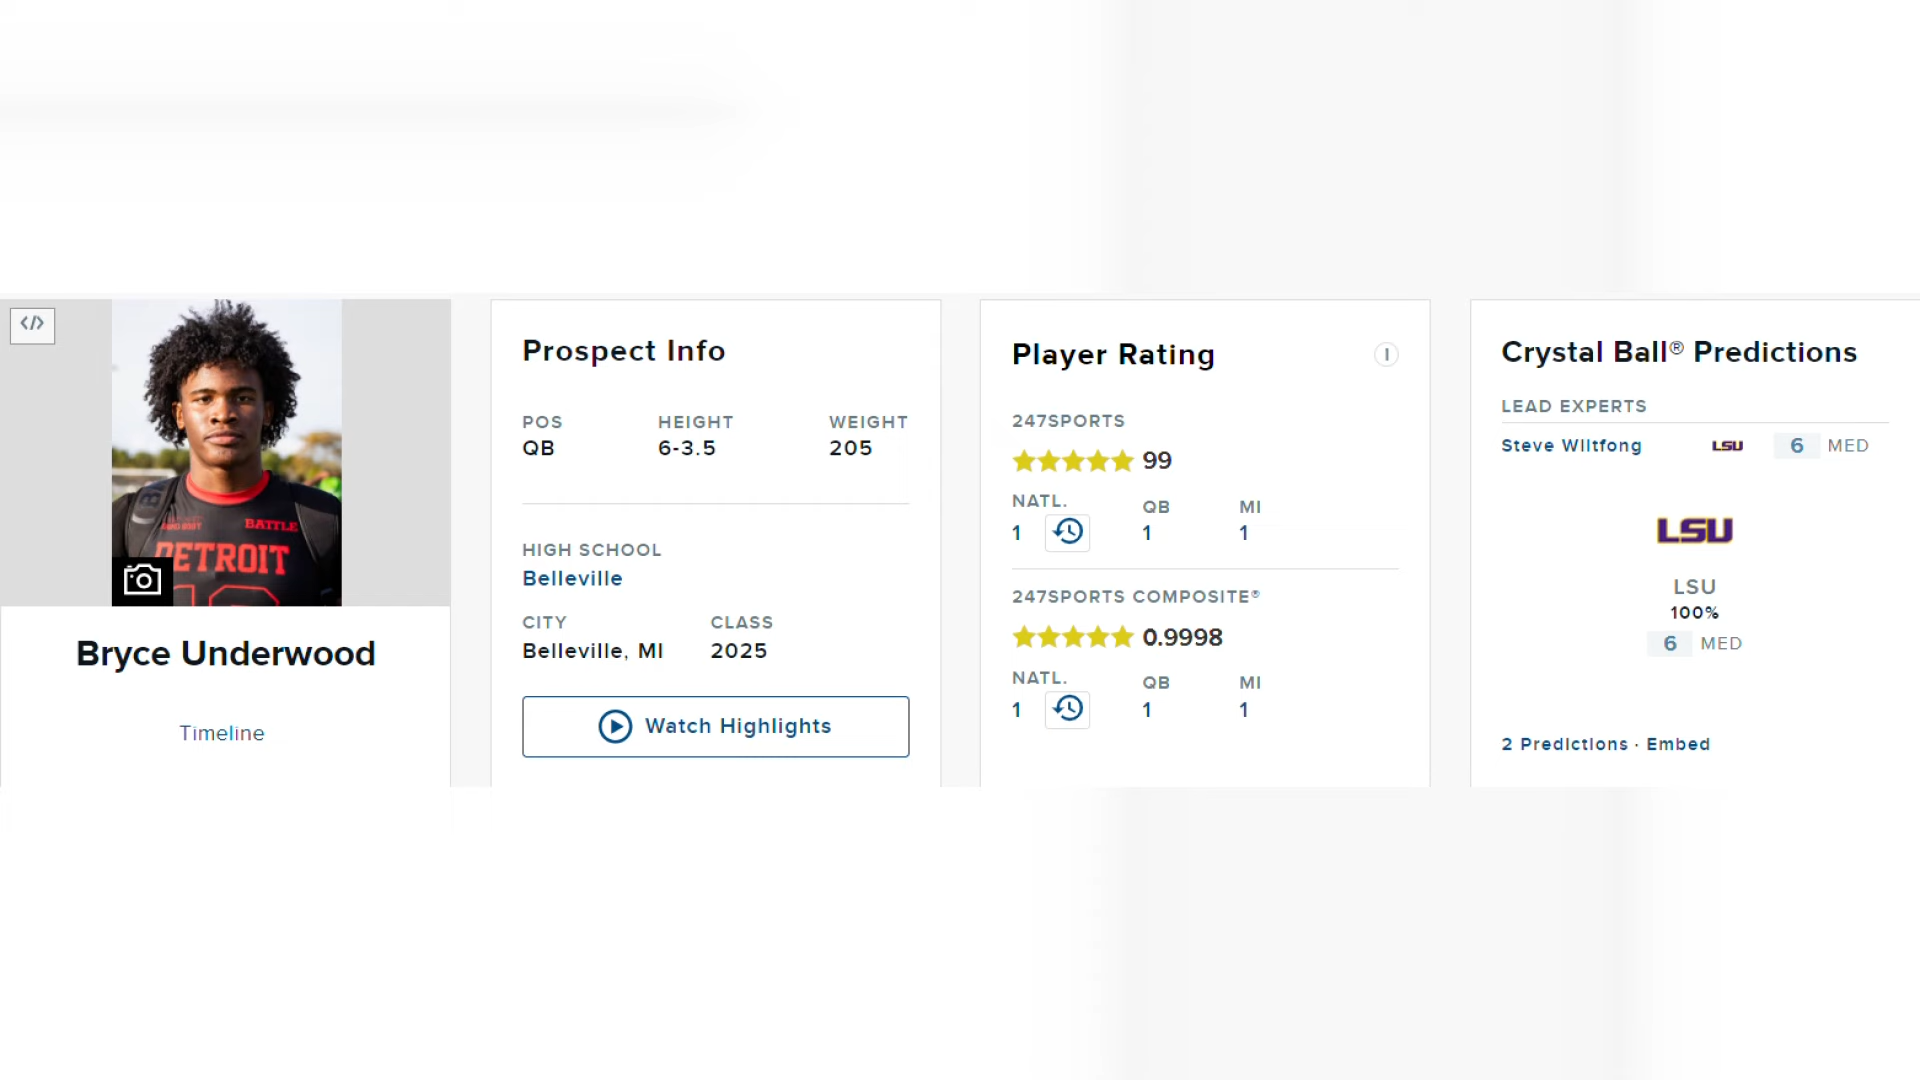 </>
BATTLE
DETROIT
Bryce Underwood
Timeline
Prospect Info
POS HEIGHT WEIGHT
QB 6-3.5 205
HIGH SCHOOL
Belleville
CITY CLASS
Belleville, MI 2025
Watch Highlights
Player Rating
247SPORTS
99
NATL. QB MI
1 1 1
247SPORTS COMPOSITE®
0.9998
NATL. QB MI
1 1 1
Crystal Ball® Predictions
LEAD EXPERTS
Steve Wiltfong LSU 6 MED
LSU
LSU
100%
6 MED
2 Predictions · Embed